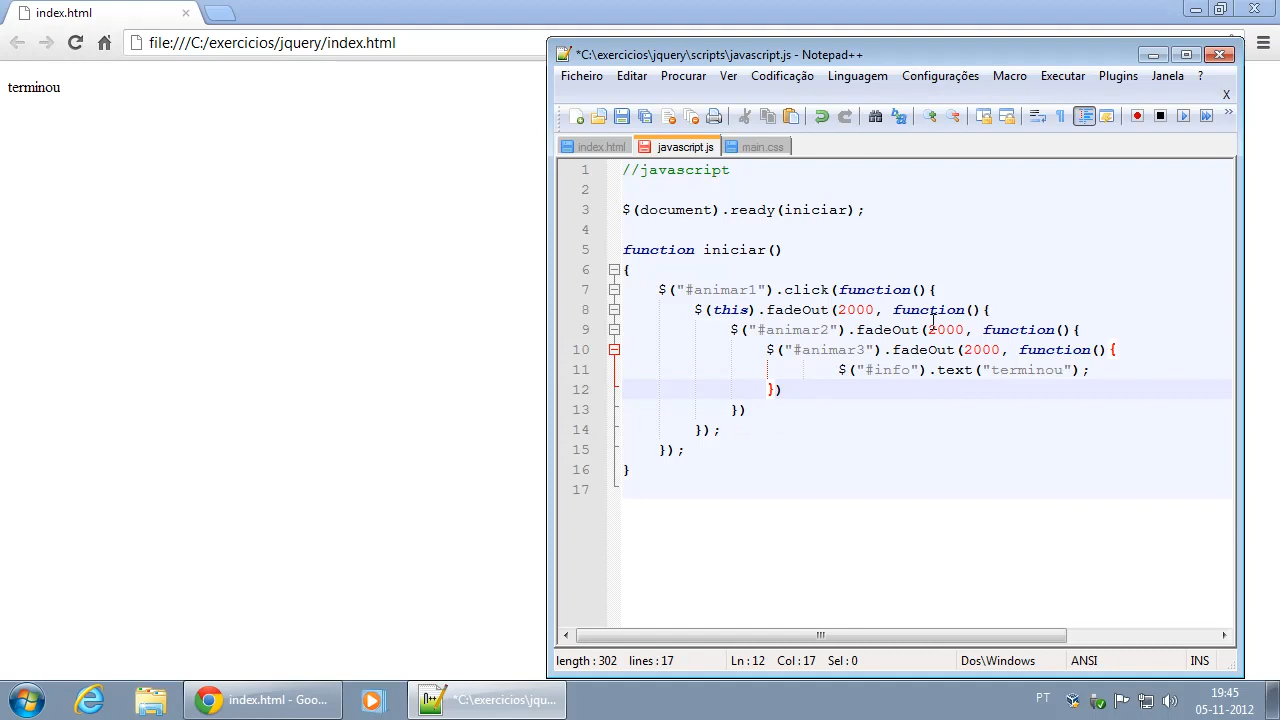 index.html
file:///C:/exercicios/jquery/index.html
terminou
*C:\exercicios\jquery\scripts\javascript.js - Notepad++
Ficheiro Editar Procurar Ver Codificação Linguagem Configurações Macro Executar Plugins Janela ?
X
index.html javascript.js main.css
1 //javascript
2
3 $(document).ready(iniciar);
4
5 function iniciar()
6 {
7 $("#animar1").click(function(){
8 $(this).fadeOut(2000, function(){
9 $("#animar2").fadeOut(2000, function(){
10 $("#animar3").fadeOut(2000, function(){
11 $("#info").text("terminou");
12 })
13 })
14 });
15 });
16 }
17
length : 302 lines : 17 Ln : 12 Col : 17 Sel : 0 Dos\Windows ANSI INS
index.html - Goo...
*C:\exercicios\jqu...
PT
19:45
05-11-2012